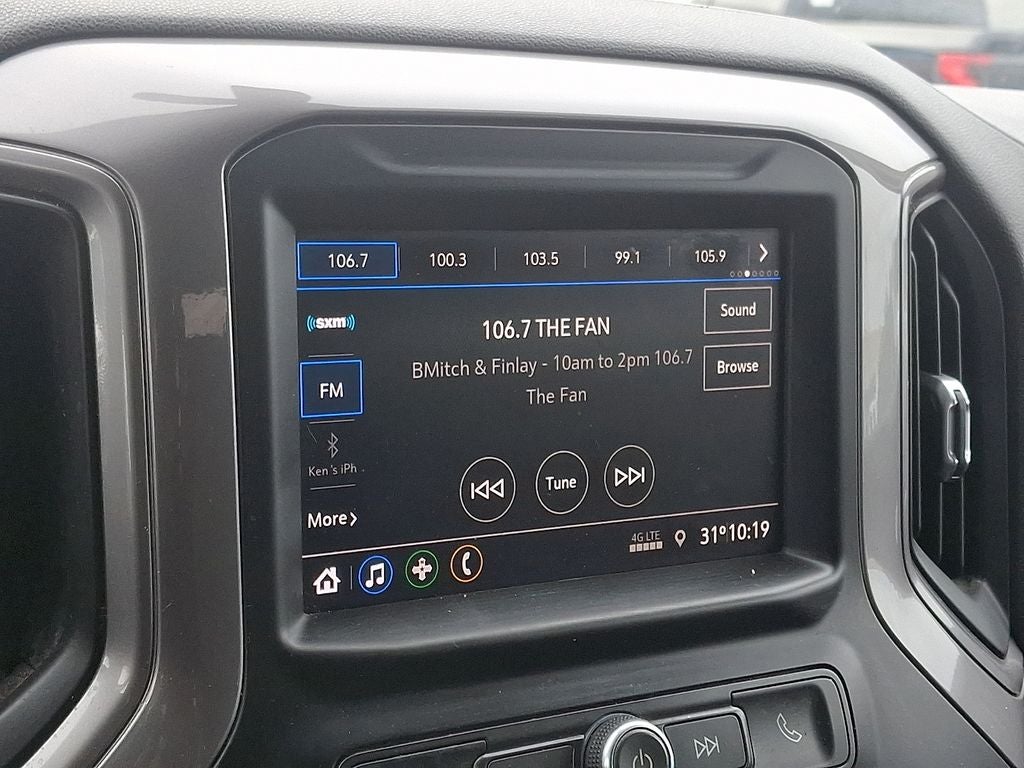 106.7 100.3 103.5 99.1 105.9
sxm
Sound
106.7 THE FAN
BMitch & Finlay - 10am to 2pm 106.7
The Fan
Browse
FM
Ken's iPh
Tune
More
4G LTE
31° 10:19